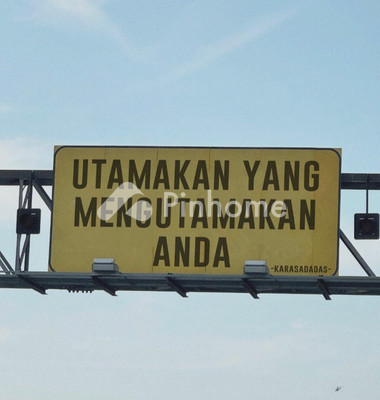 UTAMAKAN YANG
MENGUTAMAKAN
ANDA
-KARASADADAS-
Pinhome